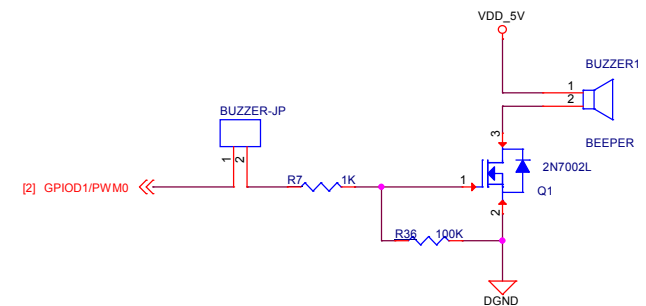 VDD_5V
BUZZER1
1
2
BUZZER-JP
BEEPER
3
1 2
2N7002L
[2] GPIOD1/PWM0
R7 1K
1
Q1
2
R36 100K
DGND